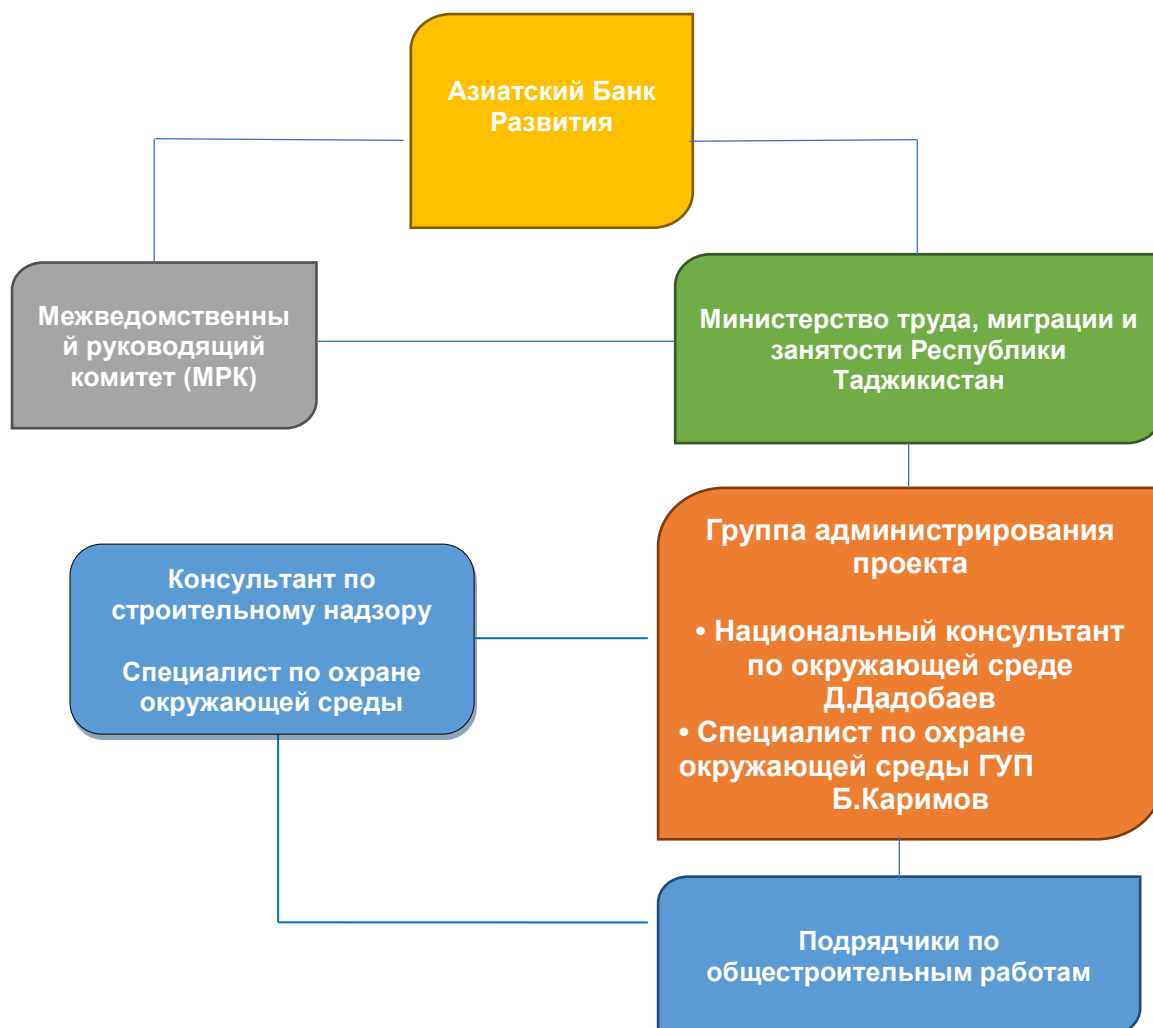 Азиатский Банк
Развития
Межведомственны
й руководящий
комитет (МРК)
Министерство труда, миграции и
занятости Республики
Таджикистан
Группа администрирования
проекта
• Национальный консультант
по окружающей среде
Д.Дадобаев
• Специалист по охране
окружающей среды ГУП
Б.Каримов
Консультант по
строительному надзору
Специалист по охране
окружающей среды
Подрядчики по
общестроительным работам